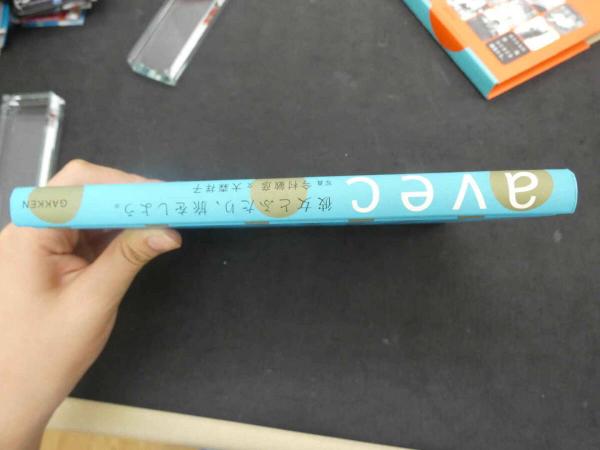 avec
彼女とふたり、旅をしよう。
写真 今村敏彦 文 大森祥子
GAKKEN